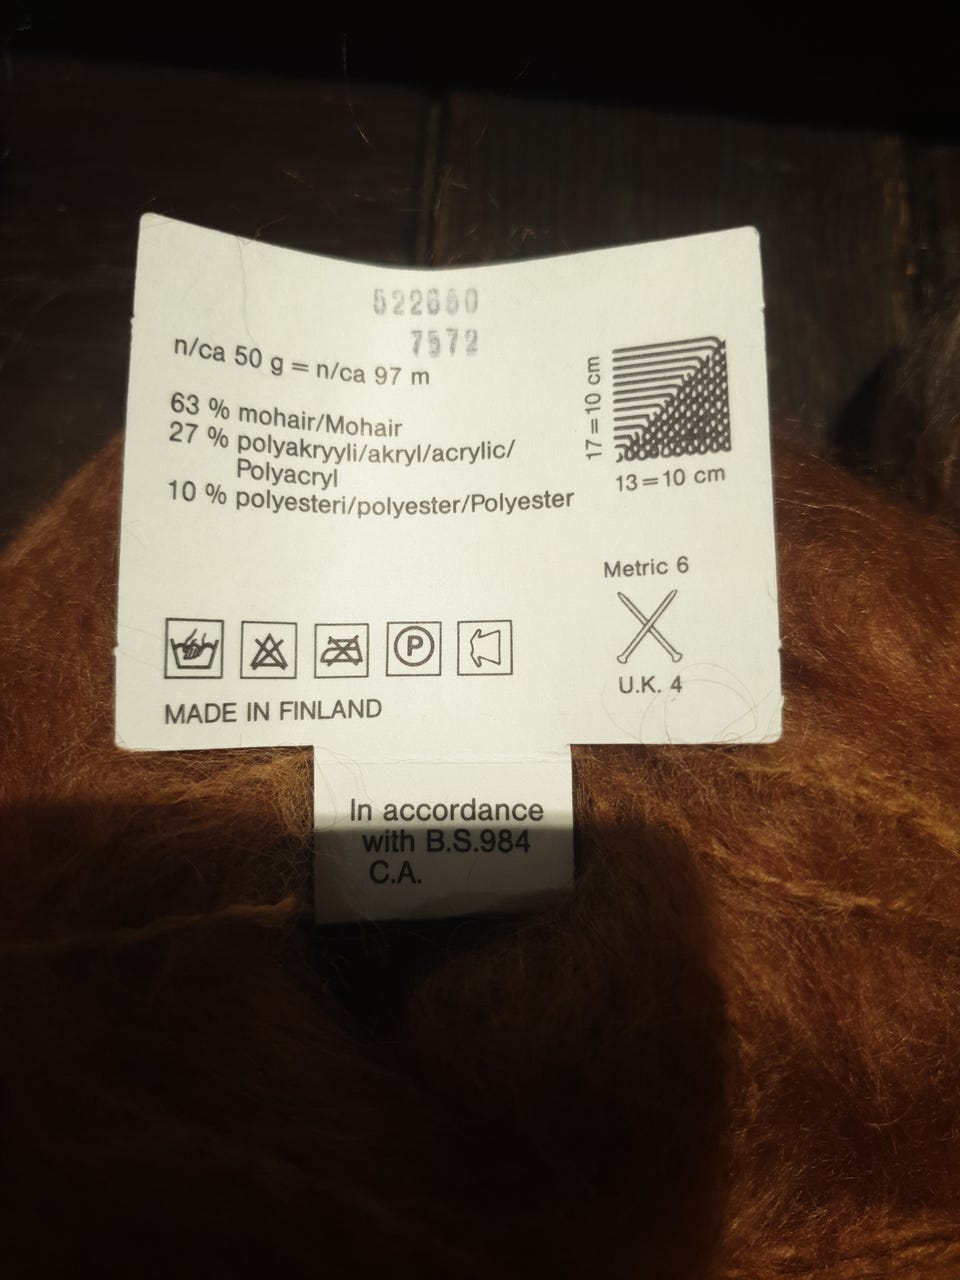 622660
7572
n/ca 50 g = n/ca 97 m
63 % mohair/Mohair
27 % polyakryyli/akryl/acrylic/
Polyacryl
10 % polyesteri/polyester/Polyester
17=10 cm
13=10 cm
Metric 6
U.K. 4
P
MADE IN FINLAND
In accordance
with B.S.984
C.A.